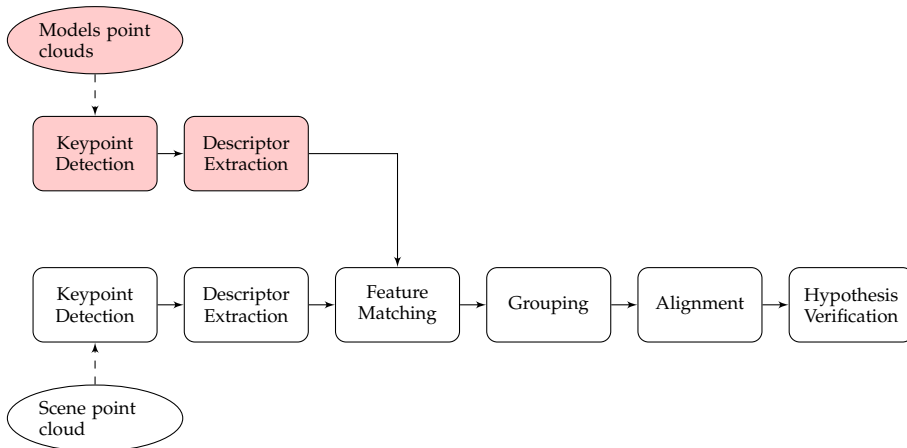 Models point
clouds
Keypoint
Detection
Descriptor
Extraction
Keypoint
Detection
Descriptor
Extraction
Feature
Matching
Grouping
Alignment
Hypothesis
Verification
Scene point
cloud